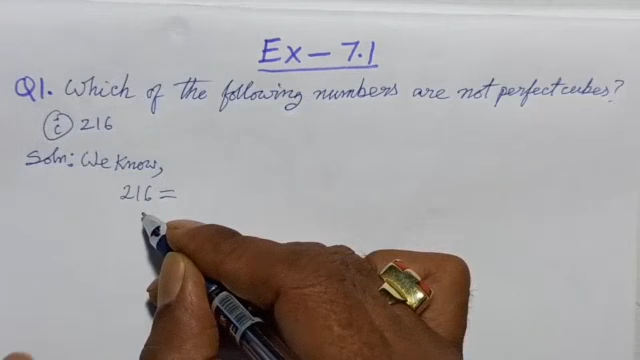 Ex – 7.1
Q1. Which of the following numbers are not perfect cubes?
(i) 216
Soln: We Know,
216 =